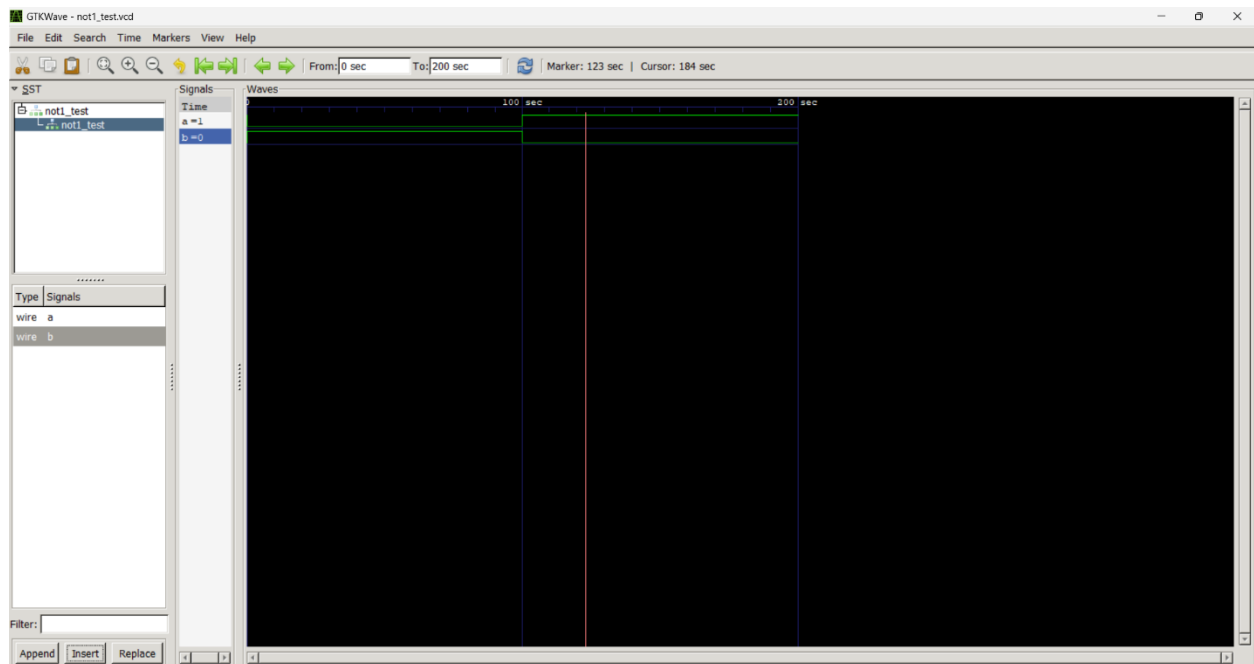 GTKWave - not1_test.vcd
File Edit Search Time Markers View Help
From: 0 sec To: 200 sec Marker: 123 sec | Cursor: 184 sec
SST
not1_test
not1_test
Type Signals
wire a
wire b
Filter:
Append Insert Replace
Signals
Time
a =1
b =0
Waves
0 100 sec 200 sec